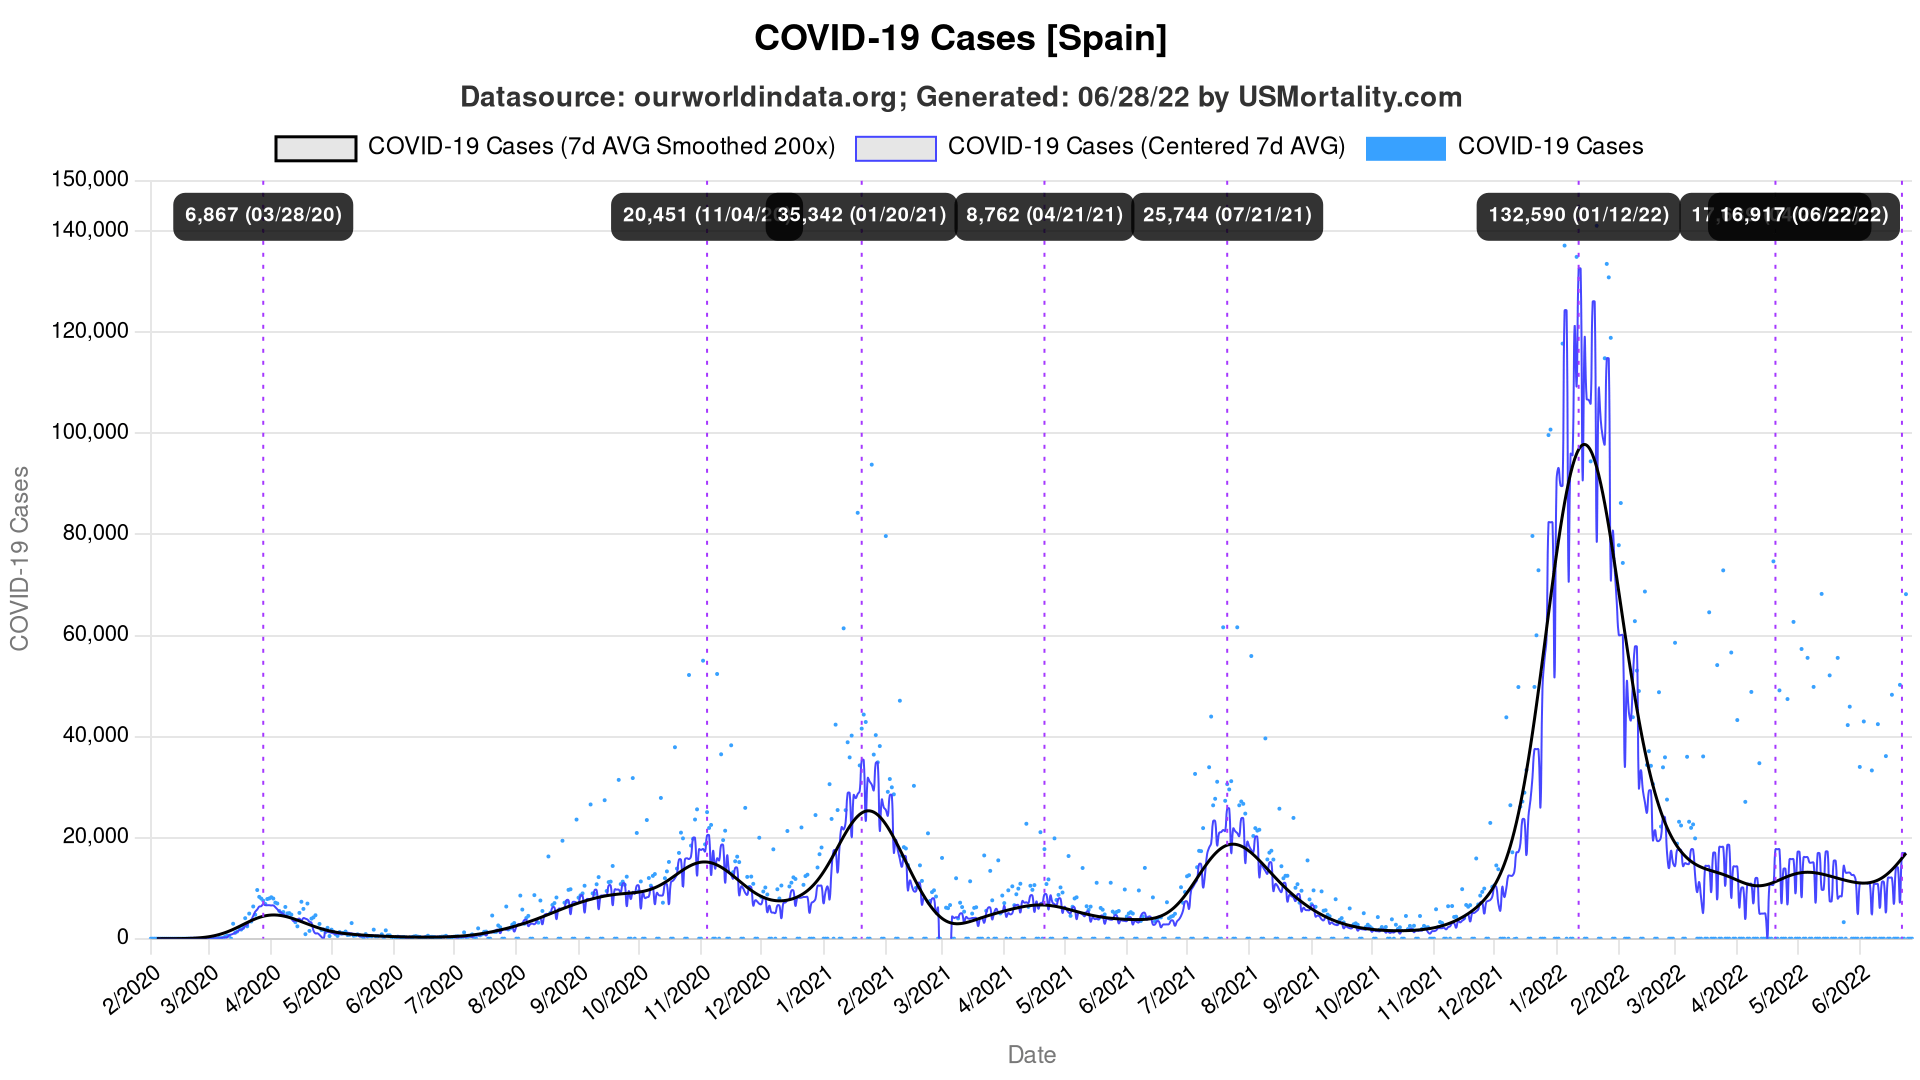 COVID-19 Cases [Spain]
Datasource: ourworldindata.org; Generated: 06/28/22 by USMortality.com
COVID-19 Cases (7d AVG Smoothed 200x) COVID-19 Cases (Centered 7d AVG) COVID-19 Cases
150,000
6,867 (03/28/20) 20,451 (11/04/2 35,342 (01/20/21) 8,762 (04/21/21) 25,744 (07/21/21) 132,590 (01/12/22) 17, 16,917 (06/22/22)
140,000
120,000
100,000
80,000
60,000
40,000
20,000
0
COVID-19 Cases
2/2020 3/2020 4/2020 5/2020 6/2020 7/2020 8/2020 9/2020 10/2020 11/2020 12/2020 1/2021 2/2021 3/2021 4/2021 5/2021 6/2021 7/2021 8/2021 9/2021 10/2021 11/2021 12/2021 1/2022 2/2022 3/2022 4/2022 5/2022 6/2022
Date